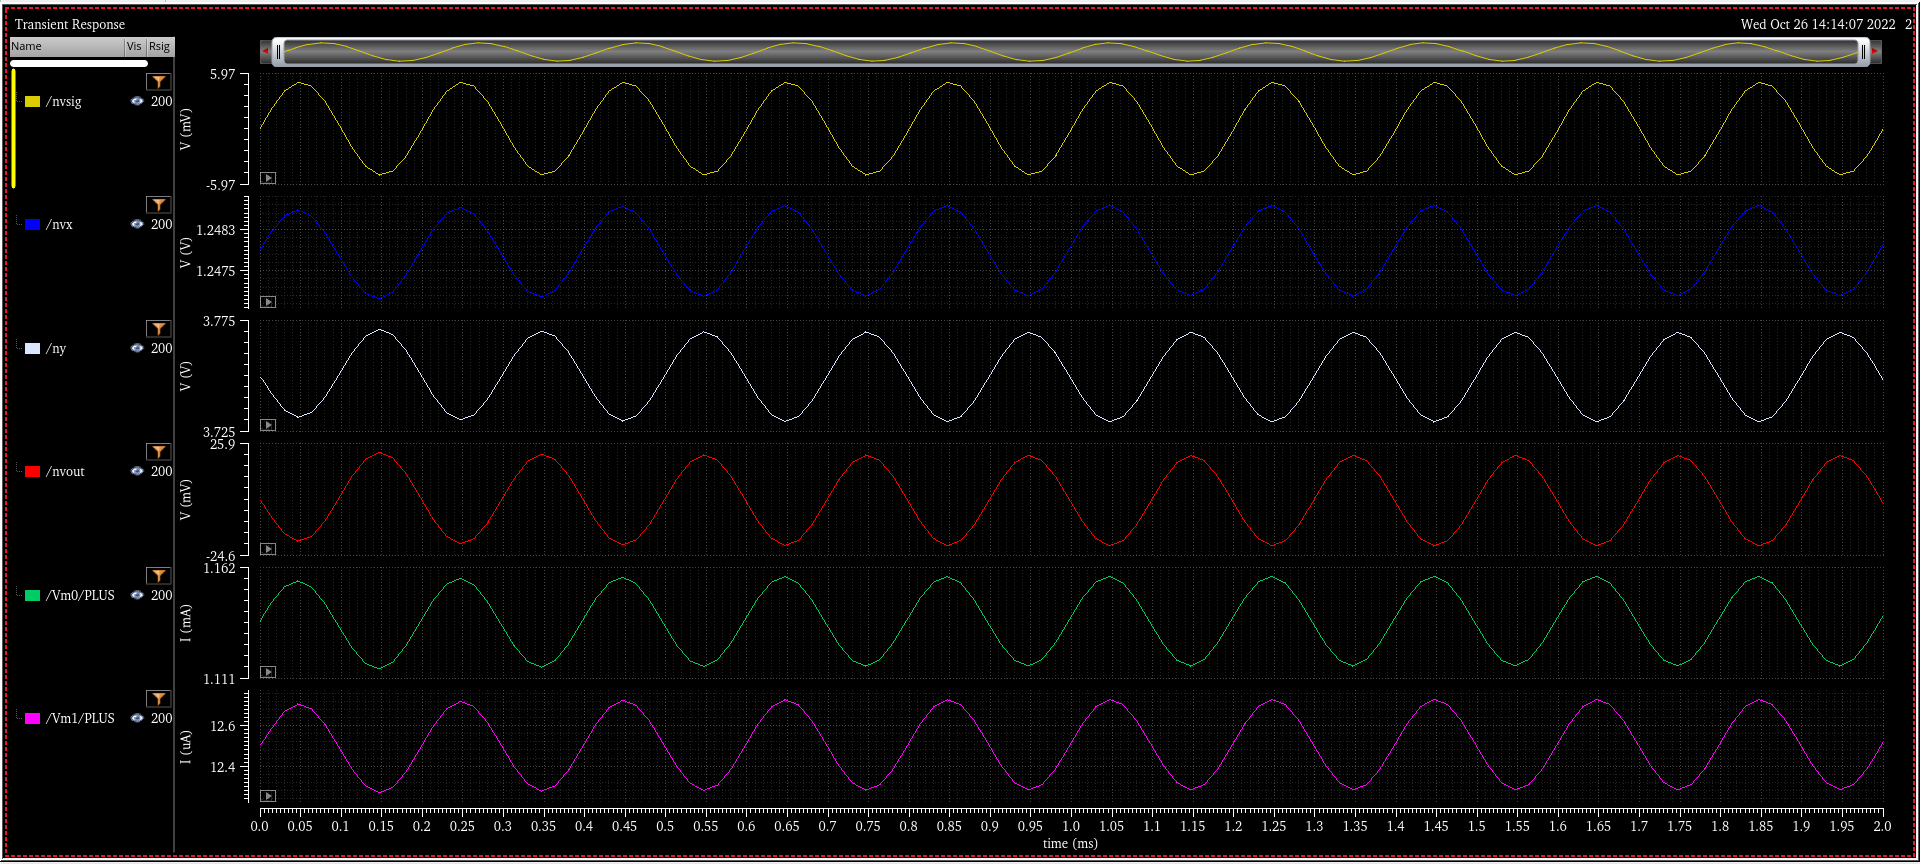 Transient Response
Wed Oct 26 14:14:07 2022 2
Name Vis Rsig
/nvsig 200
5.97
V (mV)
-5.97
/nvx 200
1.2483
V (V)
1.2475
/ny 200
3.775
V (V)
3.725
/nvout 200
25.9
V (mV)
-24.6
/Vm0/PLUS 200
1.162
I (mA)
1.111
/Vm1/PLUS 200
12.6
I (uA)
12.4
0.0 0.05 0.1 0.15 0.2 0.25 0.3 0.35 0.4 0.45 0.5 0.55 0.6 0.65 0.7 0.75 0.8 0.85 0.9 0.95 1.0 1.05 1.1 1.15 1.2 1.25 1.3 1.35 1.4 1.45 1.5 1.55 1.6 1.65 1.7 1.75 1.8 1.85 1.9 1.95 2.0
time (ms)